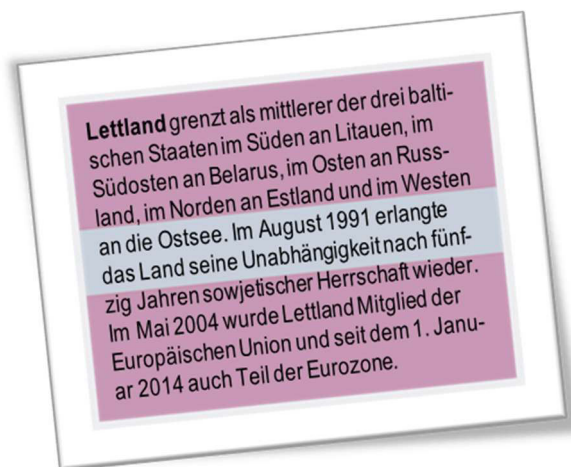 Lettland grenzt als mittlerer der drei balti-
schen Staaten im Süden an Litauen, im
Südosten an Belarus, im Osten an Russ-
land, im Norden an Estland und im Westen
an die Ostsee. Im August 1991 erlangte
das Land seine Unabhängigkeit nach fünf-
zig Jahren sowjetischer Herrschaft wieder.
Im Mai 2004 wurde Lettland Mitglied der
Europäischen Union und seit dem 1. Janu-
ar 2014 auch Teil der Eurozone.